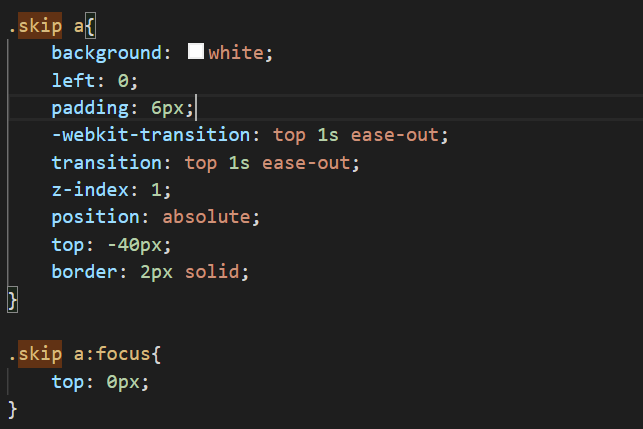 .skip a{
    background: white;
    left: 0;
    padding: 6px;
    -webkit-transition: top 1s ease-out;
    transition: top 1s ease-out;
    z-index: 1;
    position: absolute;
    top: -40px;
    border: 2px solid;
}

.skip a:focus{
    top: 0px;
}